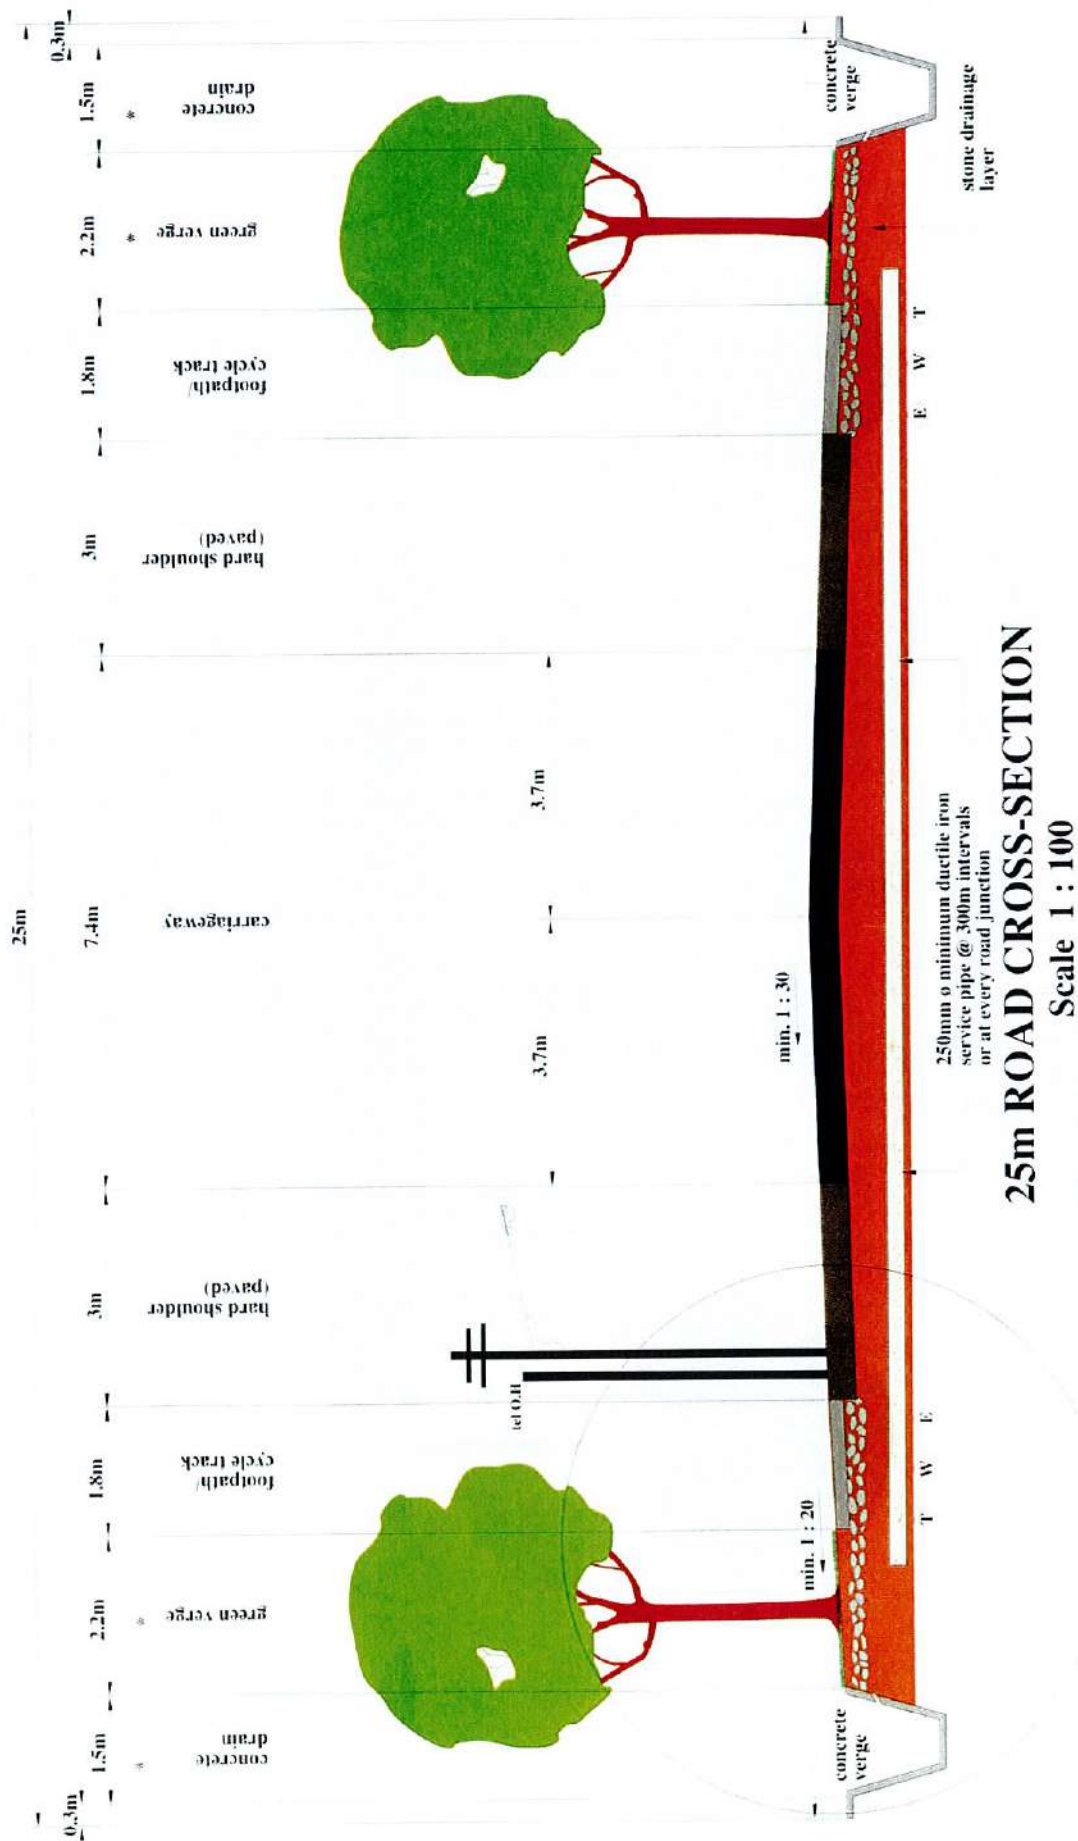 25m
0.3m
1.5m
2.2m
1.8m
3m
7.4m
3m
1.8m
2.2m
1.5m
0.3m
*
concrete
drain
*
green verge
footpath/
cycle track
hard shoulder
(paved)
carriageway
hard shoulder
(paved)
footpath/
cycle track
*
green verge
*
concrete
drain
3.7m
3.7m
tel O.H
min. 1 : 20
min. 1 : 30
concrete
verge
concrete
verge
T W E
E W T
stone drainage
layer
250mm ø minimum ductile iron
service pipe @ 300m intervals
or at every road junction
25m ROAD CROSS-SECTION
Scale 1 : 100